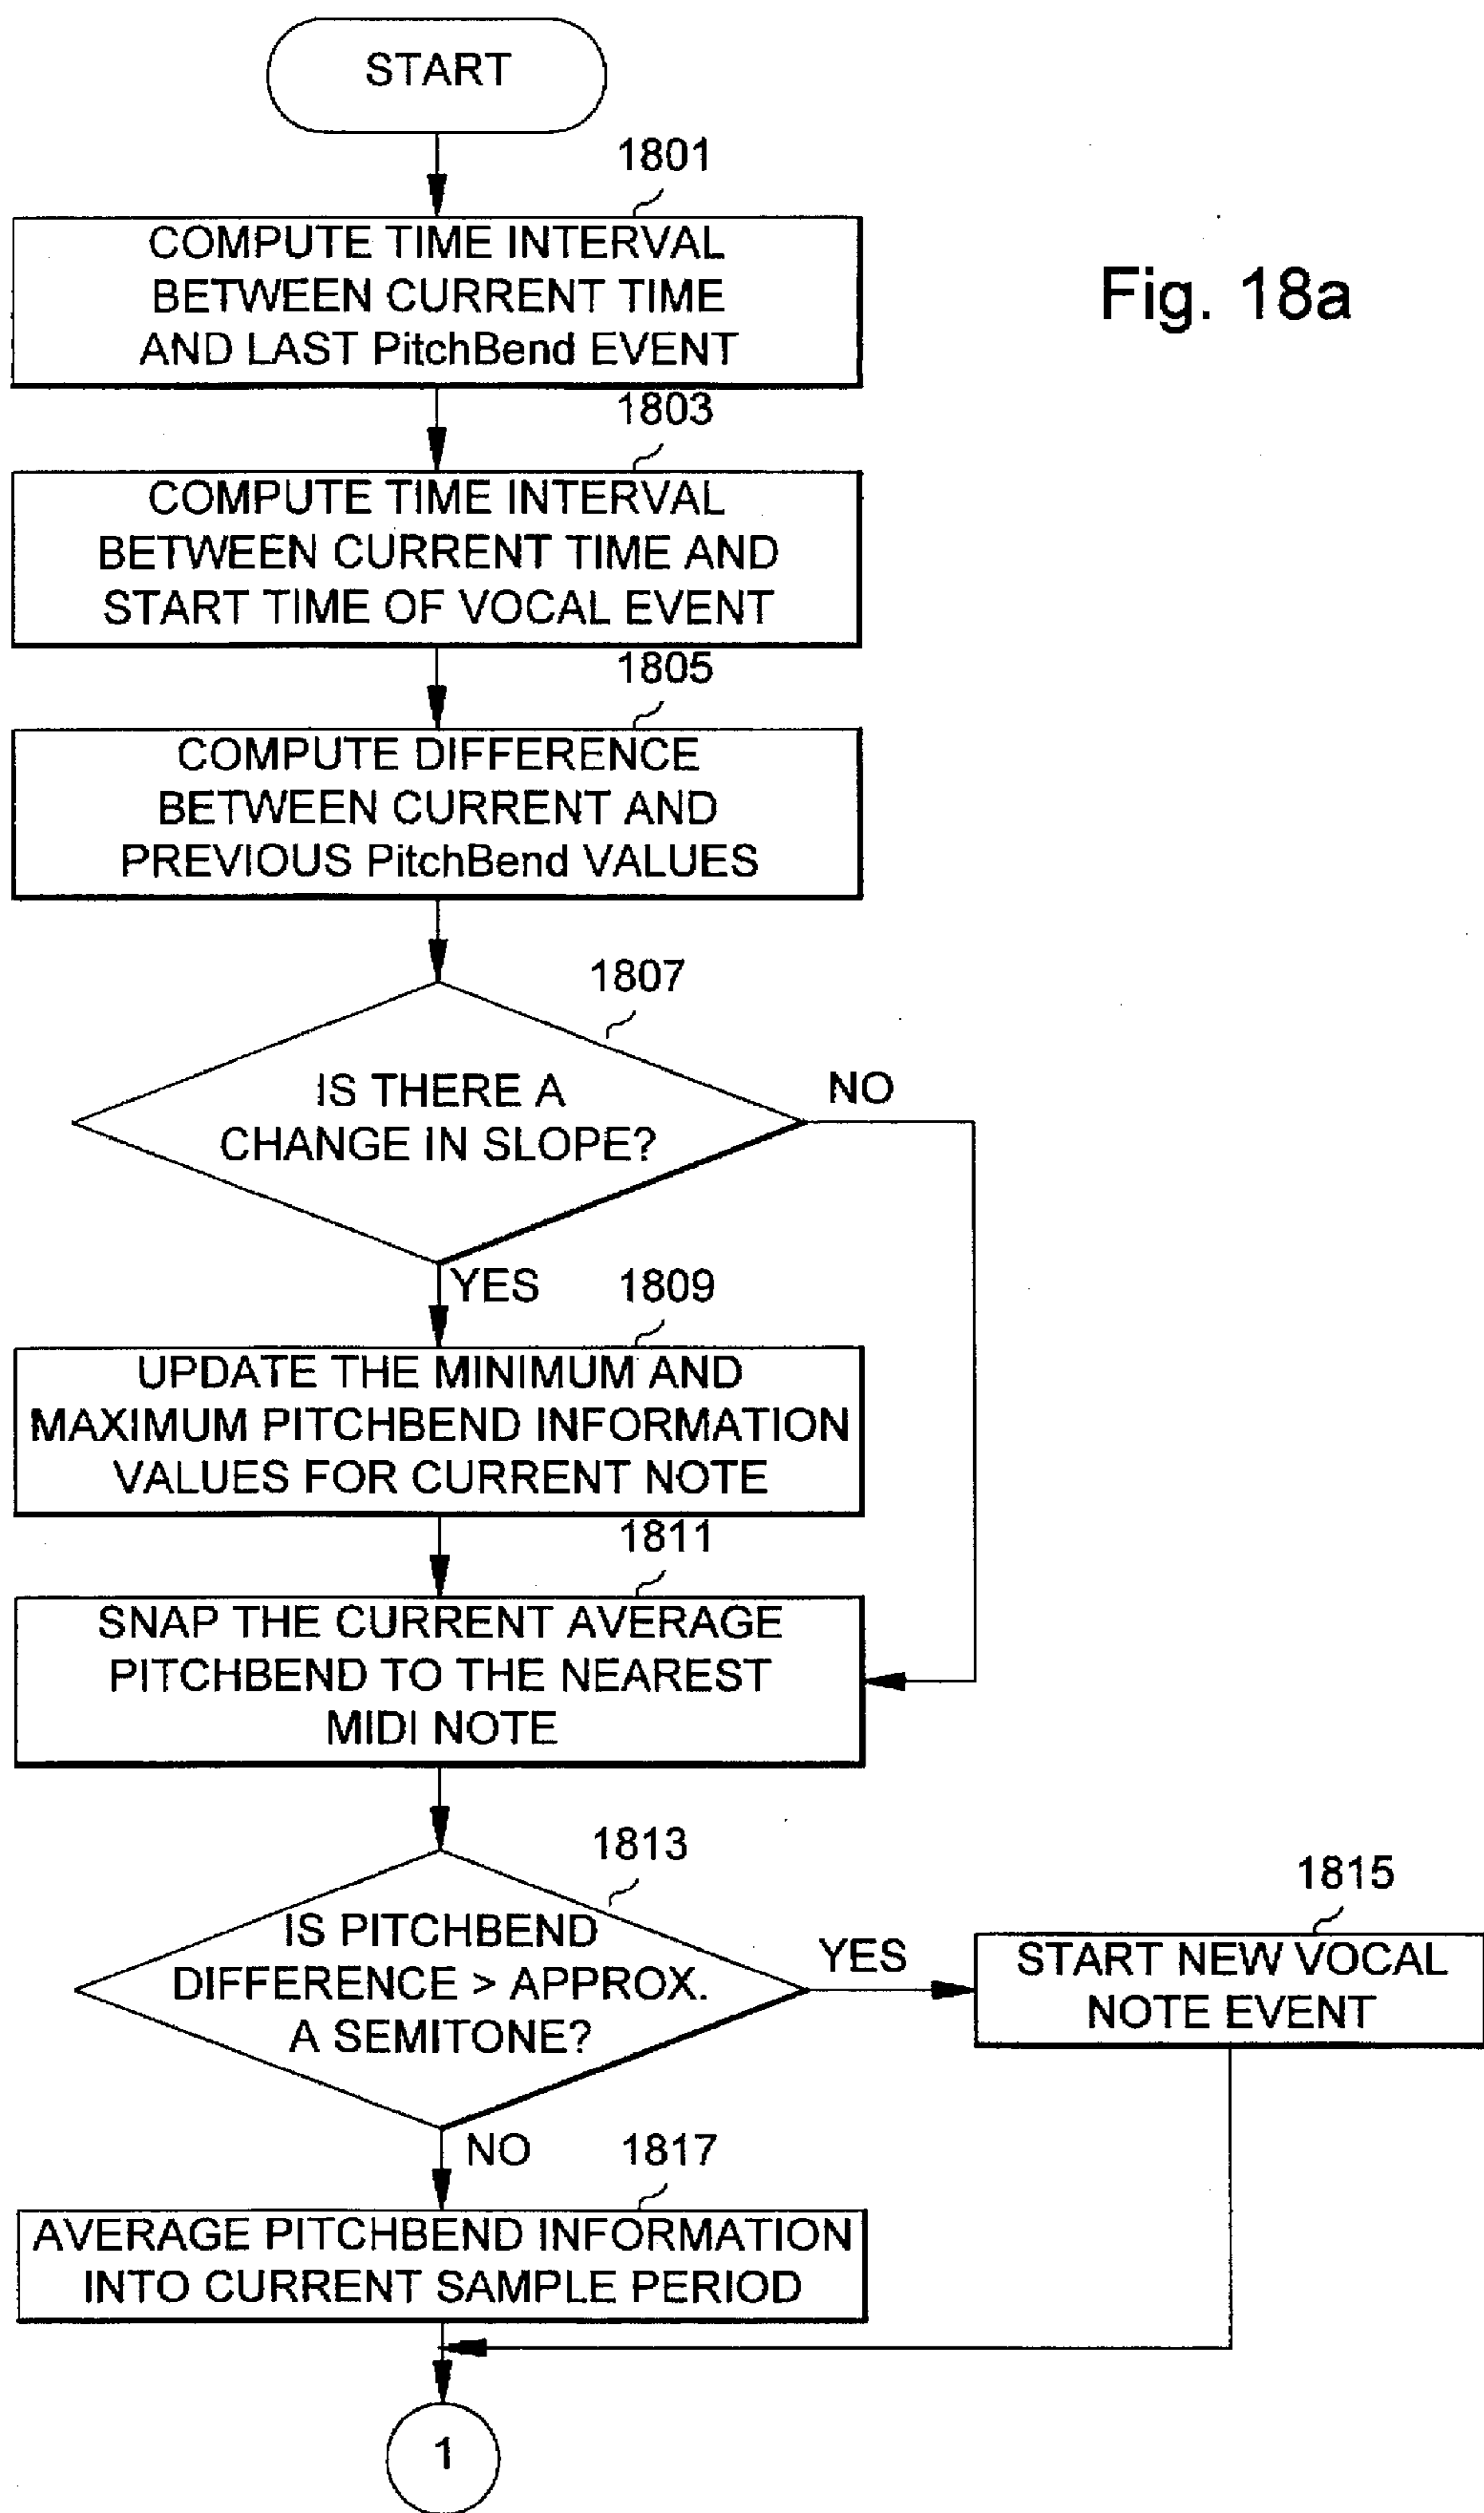 START
1801
COMPUTE TIME INTERVAL
BETWEEN CURRENT TIME
AND LAST PitchBend EVENT
Fig. 18a
1803
COMPUTE TIME INTERVAL
BETWEEN CURRENT TIME AND
START TIME OF VOCAL EVENT
1805
COMPUTE DIFFERENCE
BETWEEN CURRENT AND
PREVIOUS PitchBend VALUES
1807
IS THERE A
CHANGE IN SLOPE?
NO
YES
1809
UPDATE THE MINIMUM AND
MAXIMUM PITCHBEND INFORMATION
VALUES FOR CURRENT NOTE
1811
SNAP THE CURRENT AVERAGE
PITCHBEND TO THE NEAREST
MIDI NOTE
1813
IS PITCHBEND
DIFFERENCE > APPROX.
A SEMITONE?
YES
1815
START NEW VOCAL
NOTE EVENT
NO
1817
AVERAGE PITCHBEND INFORMATION
INTO CURRENT SAMPLE PERIOD
1